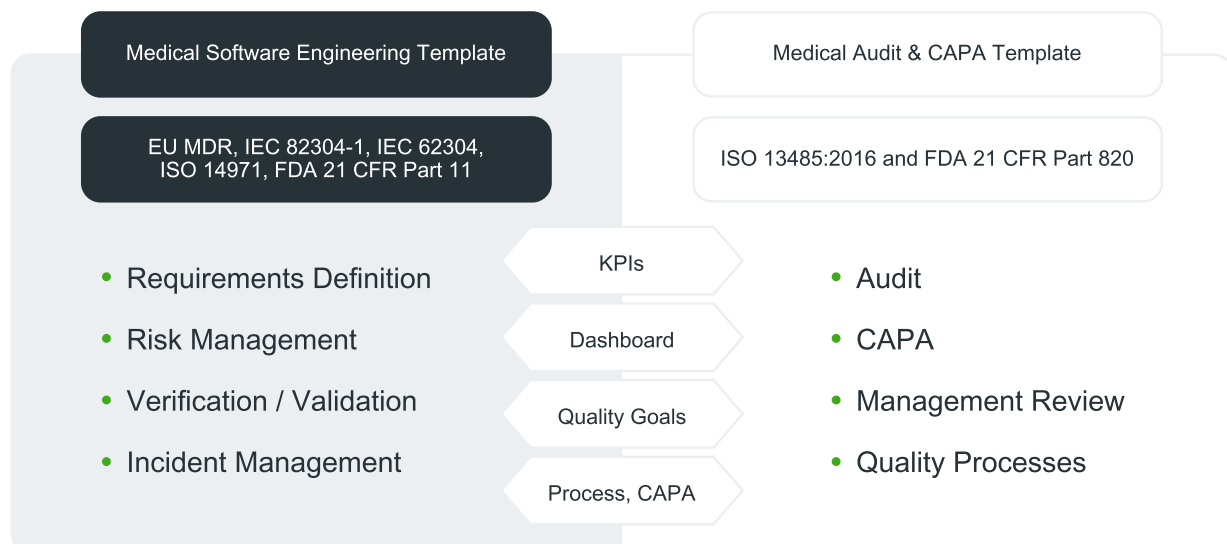 Medical Software Engineering Template
EU MDR, IEC 82304-1, IEC 62304,
ISO 14971, FDA 21 CFR Part 11
• Requirements Definition
• Risk Management
• Verification / Validation
• Incident Management
KPIs
Dashboard
Quality Goals
Process, CAPA
Medical Audit & CAPA Template
ISO 13485:2016 and FDA 21 CFR Part 820
• Audit
• CAPA
• Management Review
• Quality Processes